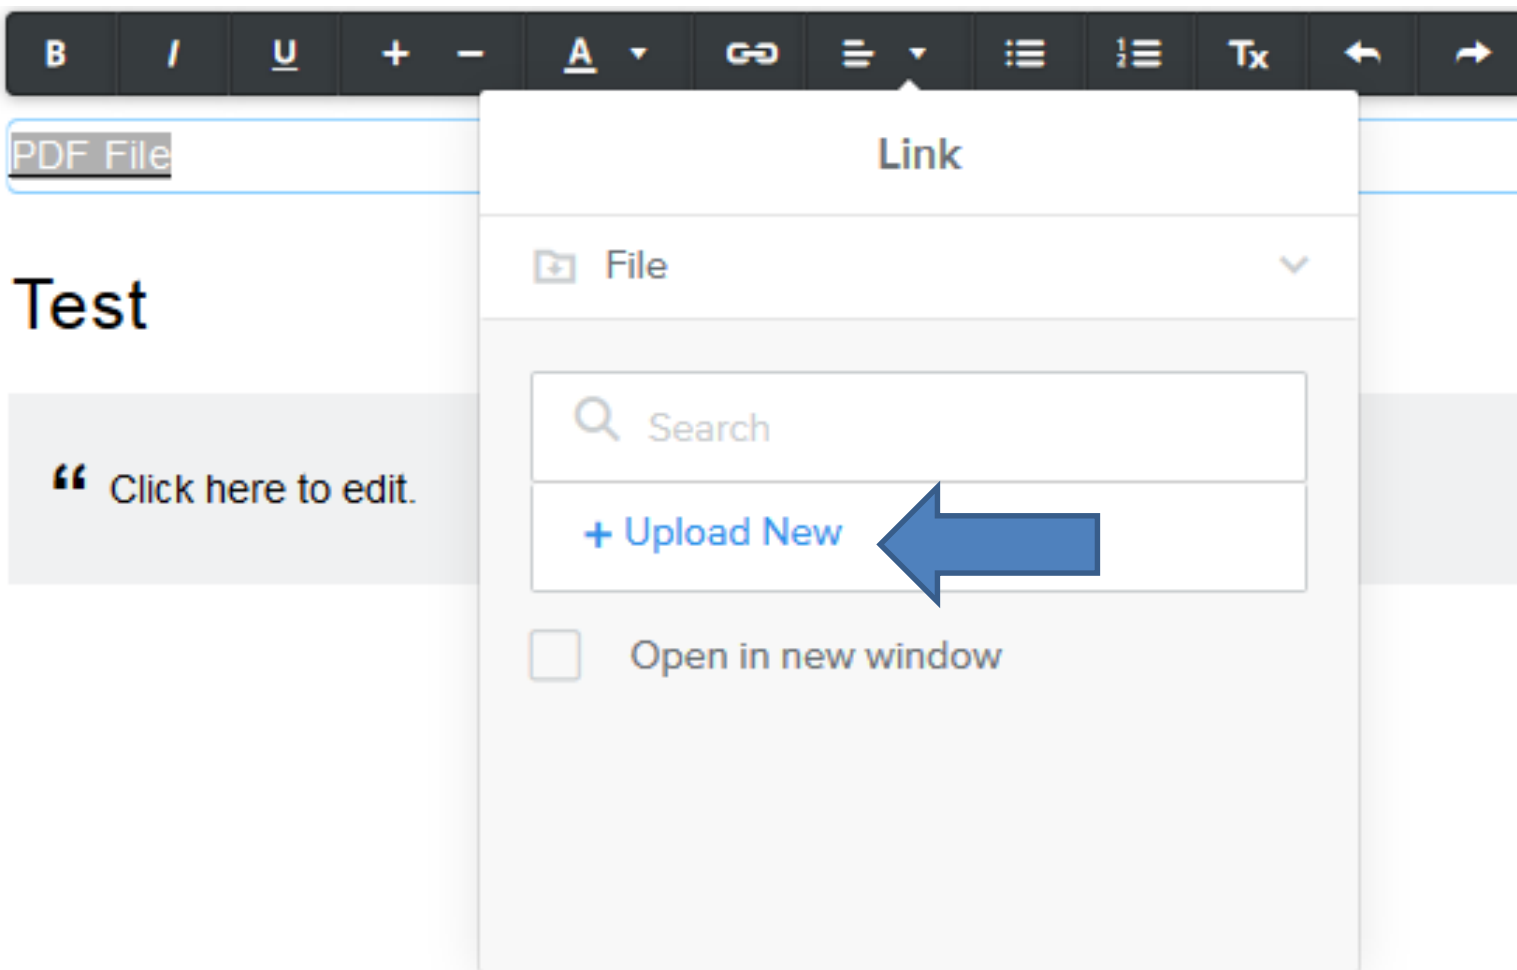 B I U + − A Tx
PDF File
Link
File
Test
Search
“ Click here to edit.
+ Upload New
Open in new window